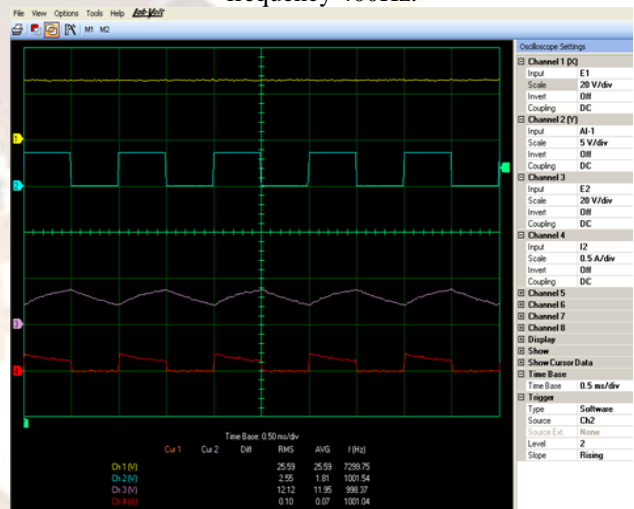 frequency 400Hz.
File View Options Tools Help Lab-Volt
M1 M2
Oscilloscope Settings
Channel 1 (X)
Input E1
Scale 20 V/div
Invert Off
Coupling DC
Channel 2 (Y)
Input AI-1
Scale 5 V/div
Invert Off
Coupling DC
Channel 3
Input E2
Scale 20 V/div
Invert Off
Coupling DC
Channel 4
Input I2
Scale 0.5 A/div
Invert Off
Coupling DC
Channel 5
Channel 6
Channel 7
Channel 8
Display
Show
Show Cursor Data
Time Base
Time Base 0.5 ms/div
Trigger
Type Software
Source Ch2
Source Ext. None
Level 2
Slope Rising
1
2
3
4
Time Base: 0.50 ms/div
Cur 1 Cur 2 Diff RMS AVG f (Hz)
Ch 1 (V) 25.59 25.59 7299.75
Ch 2 (V) 2.55 1.81 1001.54
Ch 3 (V) 12.12 11.95 998.37
Ch 4 (A) 0.10 0.07 1001.04